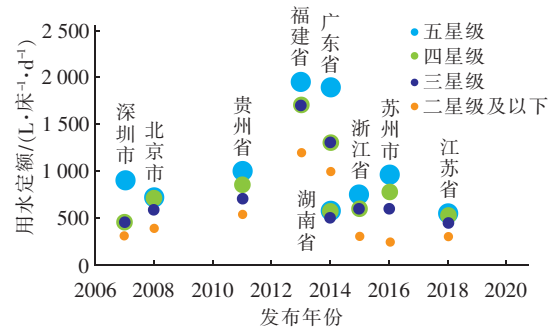 用水定额/(L·床⁻¹·d⁻¹)
2 500
2 000
1 500
1 000
500
0
2006
2008
2010
2012
2014
2016
2018
2020
发布年份
深圳市
北京市
贵州省
福建省
广东省
湖南省
浙江省
苏州市
江苏省
五星级
四星级
三星级
二星级及以下